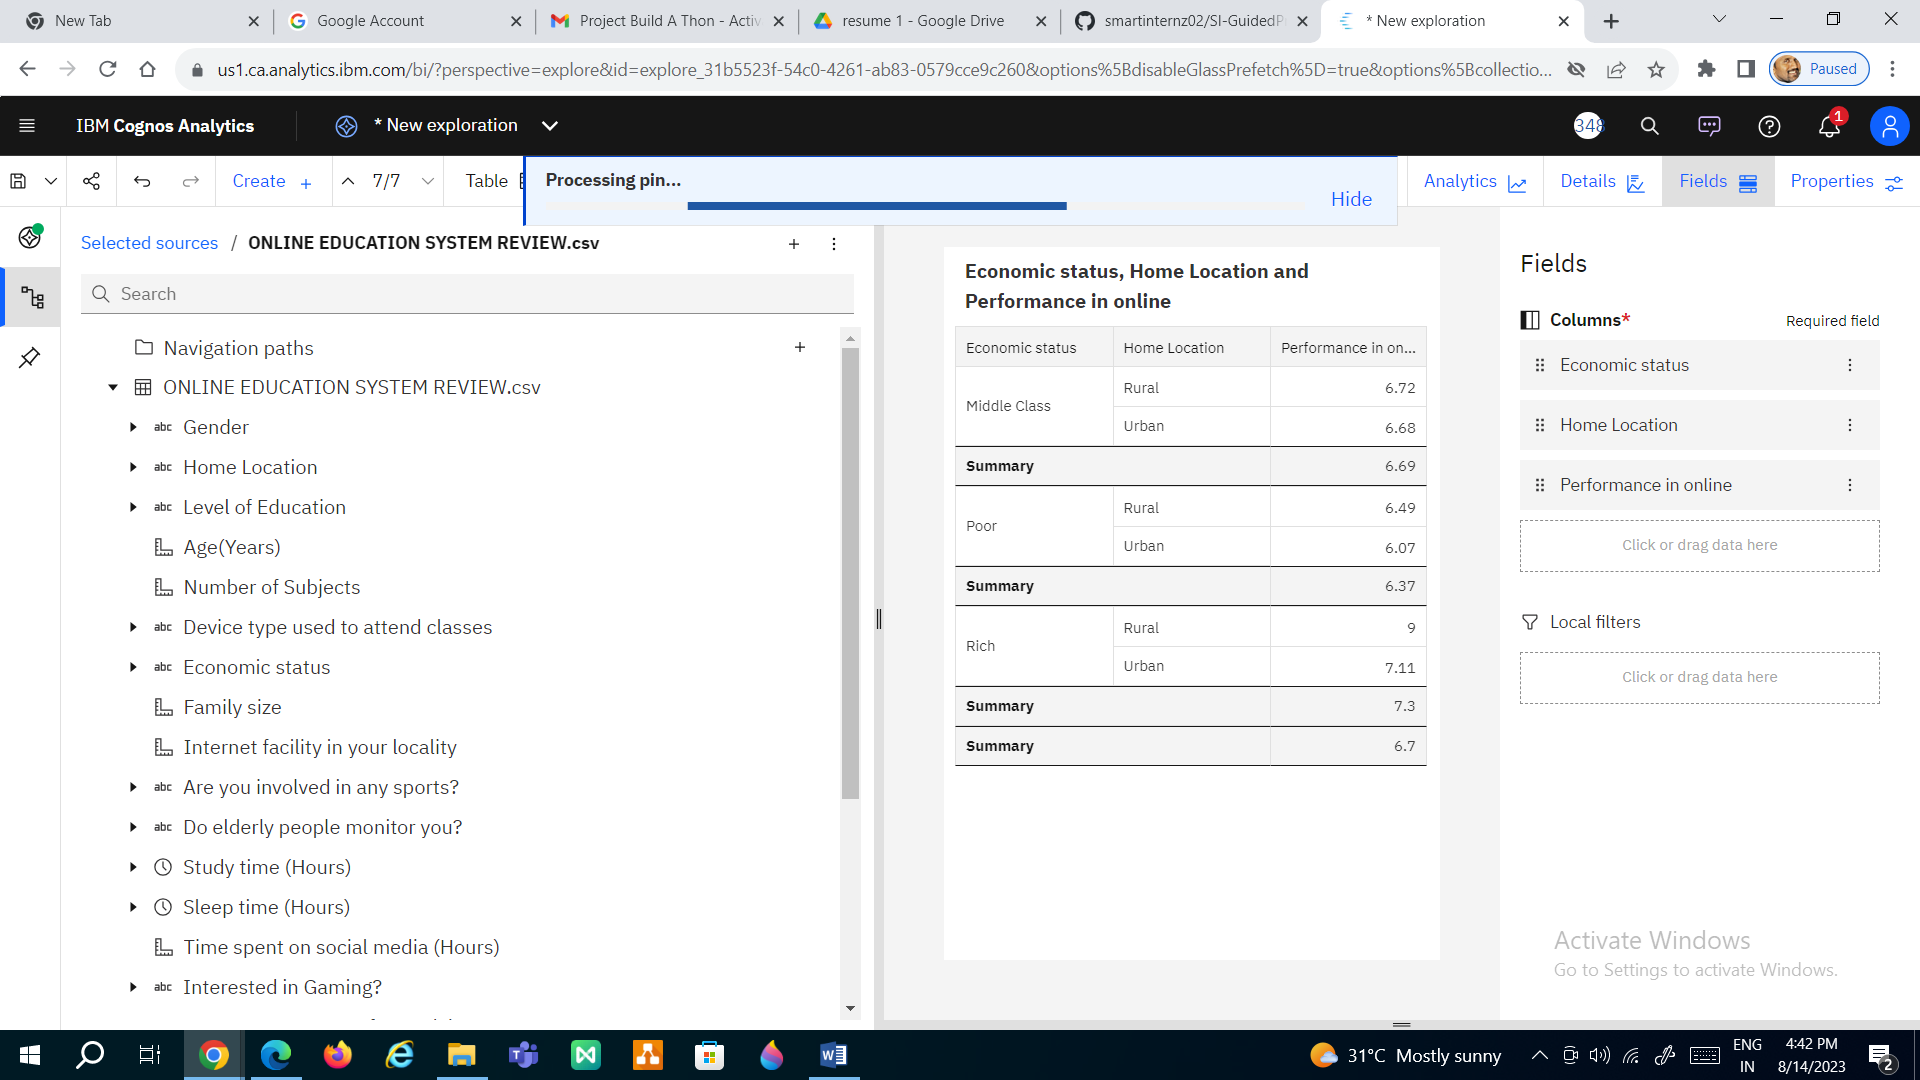 New Tab
Google Account
Project Build A Thon - Activ
resume 1 - Google Drive
smartinternz02/SI-GuidedP
* New exploration
us1.ca.analytics.ibm.com/bi/?perspective=explore&id=explore_31b5523f-54c0-4261-ab83-0579cce9c260&options%5BdisableGlassPrefetch%5D=true&options%5Bcollectio...
Paused
IBM Cognos Analytics
* New exploration
348
1
Create
7/7
Table
Processing pin...
Hide
Analytics
Details
Fields
Properties
Selected sources / ONLINE EDUCATION SYSTEM REVIEW.csv
Search
Navigation paths
ONLINE EDUCATION SYSTEM REVIEW.csv
abc Gender
abc Home Location
abc Level of Education
Age(Years)
Number of Subjects
abc Device type used to attend classes
abc Economic status
Family size
Internet facility in your locality
abc Are you involved in any sports?
abc Do elderly people monitor you?
Study time (Hours)
Sleep time (Hours)
Time spent on social media (Hours)
abc Interested in Gaming?
Economic status, Home Location and
Performance in online
Economic status Home Location Performance in on...
Middle Class Rural 6.72
Urban 6.68
Summary 6.69
Poor Rural 6.49
Urban 6.07
Summary 6.37
Rich Rural 9
Urban 7.11
Summary 7.3
Summary 6.7
Fields
Columns* Required field
Economic status
Home Location
Performance in online
Click or drag data here
Local filters
Click or drag data here
Activate Windows
Go to Settings to activate Windows.
31°C Mostly sunny
ENG
IN
4:42 PM
8/14/2023
2